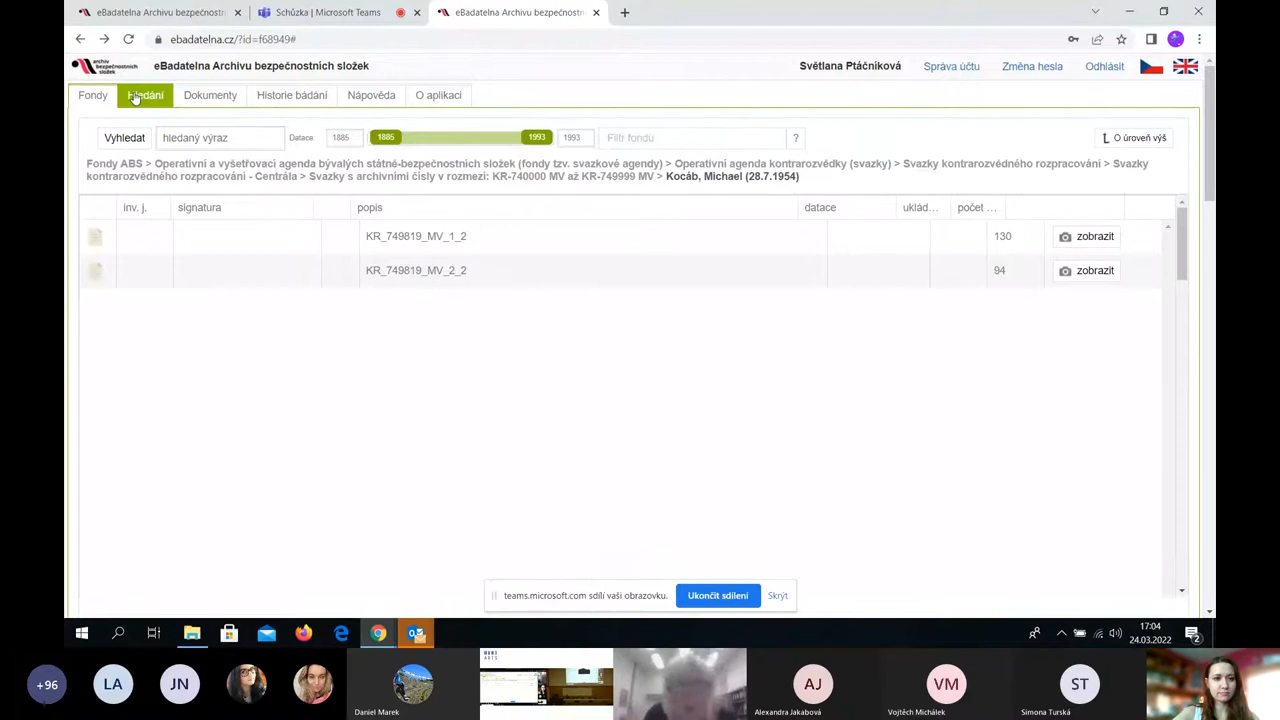 eBadatelna Archivu bezpečnostn
Schůzka | Microsoft Teams
eBadatelna Archivu bezpečnostn
ebadatelna.cz/?id=f68949#
archiv
bezpečnostních
složek
eBadatelna Archivu bezpečnostních složek
Světlana Ptáčníková
Správa účtu
Změna hesla
Odhlásit
Fondy
Hledání
Dokumenty
Historie bádání
Nápověda
O aplikaci
Vyhledat
hledaný výraz
Datace
1885
1885
1993
1993
Filtr fondů
?
O úroveň výš
Fondy ABS > Operativní a vyšetřovací agenda bývalých státně-bezpečnostních složek (fondy tzv. svazkové agendy) > Operativní agenda kontrarozvědky (svazky) > Svazky kontrarozvědného rozpracování > Svazky
kontrarozvědného rozpracování - Centrála > Svazky s archivními čísly v rozmezí: KR-740000 MV až KR-749999 MV > Kocáb, Michael (28.7.1954)
inv. j.
signatura
popis
datace
uklád...
počet ...
KR_749819_MV_1_2
130
zobrazit
KR_749819_MV_2_2
94
zobrazit
teams.microsoft.com sdílí vaši obrazovku.
Ukončit sdílení
Skrýt
17:04
24.03.2022
2
+96
LA
JN
Daniel Marek
MUNI
ARTS
AJ
Alexandra Jakabová
VM
Vojtěch Michálek
ST
Simona Turská